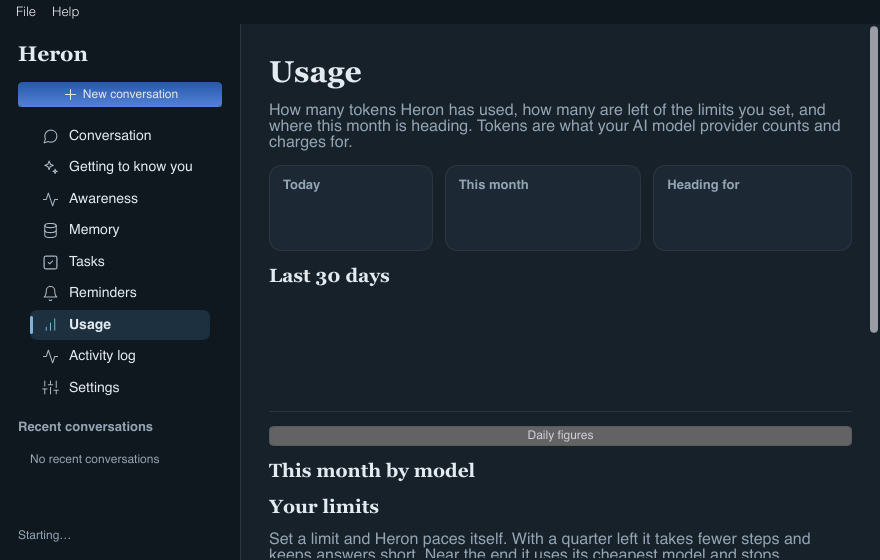 File Help
Heron
New conversation
Conversation
Getting to know you
Awareness
Memory
Tasks
Reminders
Usage
Activity log
Settings
Recent conversations
No recent conversations
Starting…
Usage
How many tokens Heron has used, how many are left of the limits you set, and
where this month is heading. Tokens are what your AI model provider counts and
charges for.
Today
This month
Heading for
Last 30 days
Daily figures
This month by model
Your limits
Set a limit and Heron paces itself. With a quarter left it takes fewer steps and
keeps answers short. Near the end it uses its cheapest model and stops